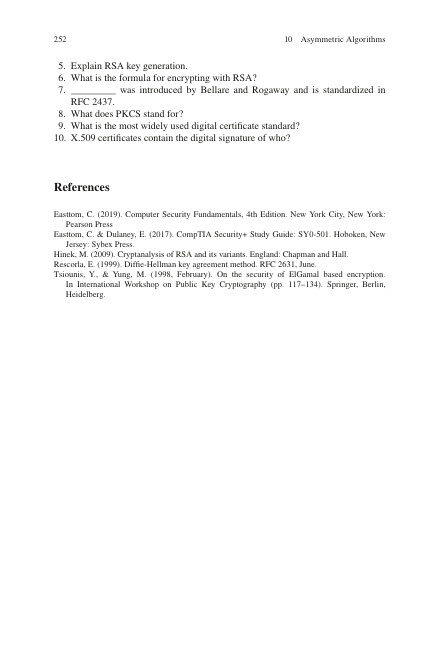 252
10 Asymmetric Algorithms
5. Explain RSA key generation.
6. What is the formula for encrypting with RSA?
7. _________ was introduced by Bellare and Rogaway and is standardized in
RFC 2437.
8. What does PKCS stand for?
9. What is the most widely used digital certificate standard?
10. X.509 certificates contain the digital signature of who?
References
Easttom, C. (2019). Computer Security Fundamentals, 4th Edition. New York City, New York:
Pearson Press
Easttom, C. & Dulaney, E. (2017). CompTIA Security+ Study Guide: SY0-501. Hoboken, New
Jersey: Sybex Press.
Hinek, M. (2009). Cryptanalysis of RSA and its variants. England: Chapman and Hall.
Rescorla, E. (1999). Diffie-Hellman key agreement method. RFC 2631, June.
Tsiounis, Y., & Yung, M. (1998, February). On the security of ElGamal based encryption.
In International Workshop on Public Key Cryptography (pp. 117–134). Springer, Berlin,
Heidelberg.